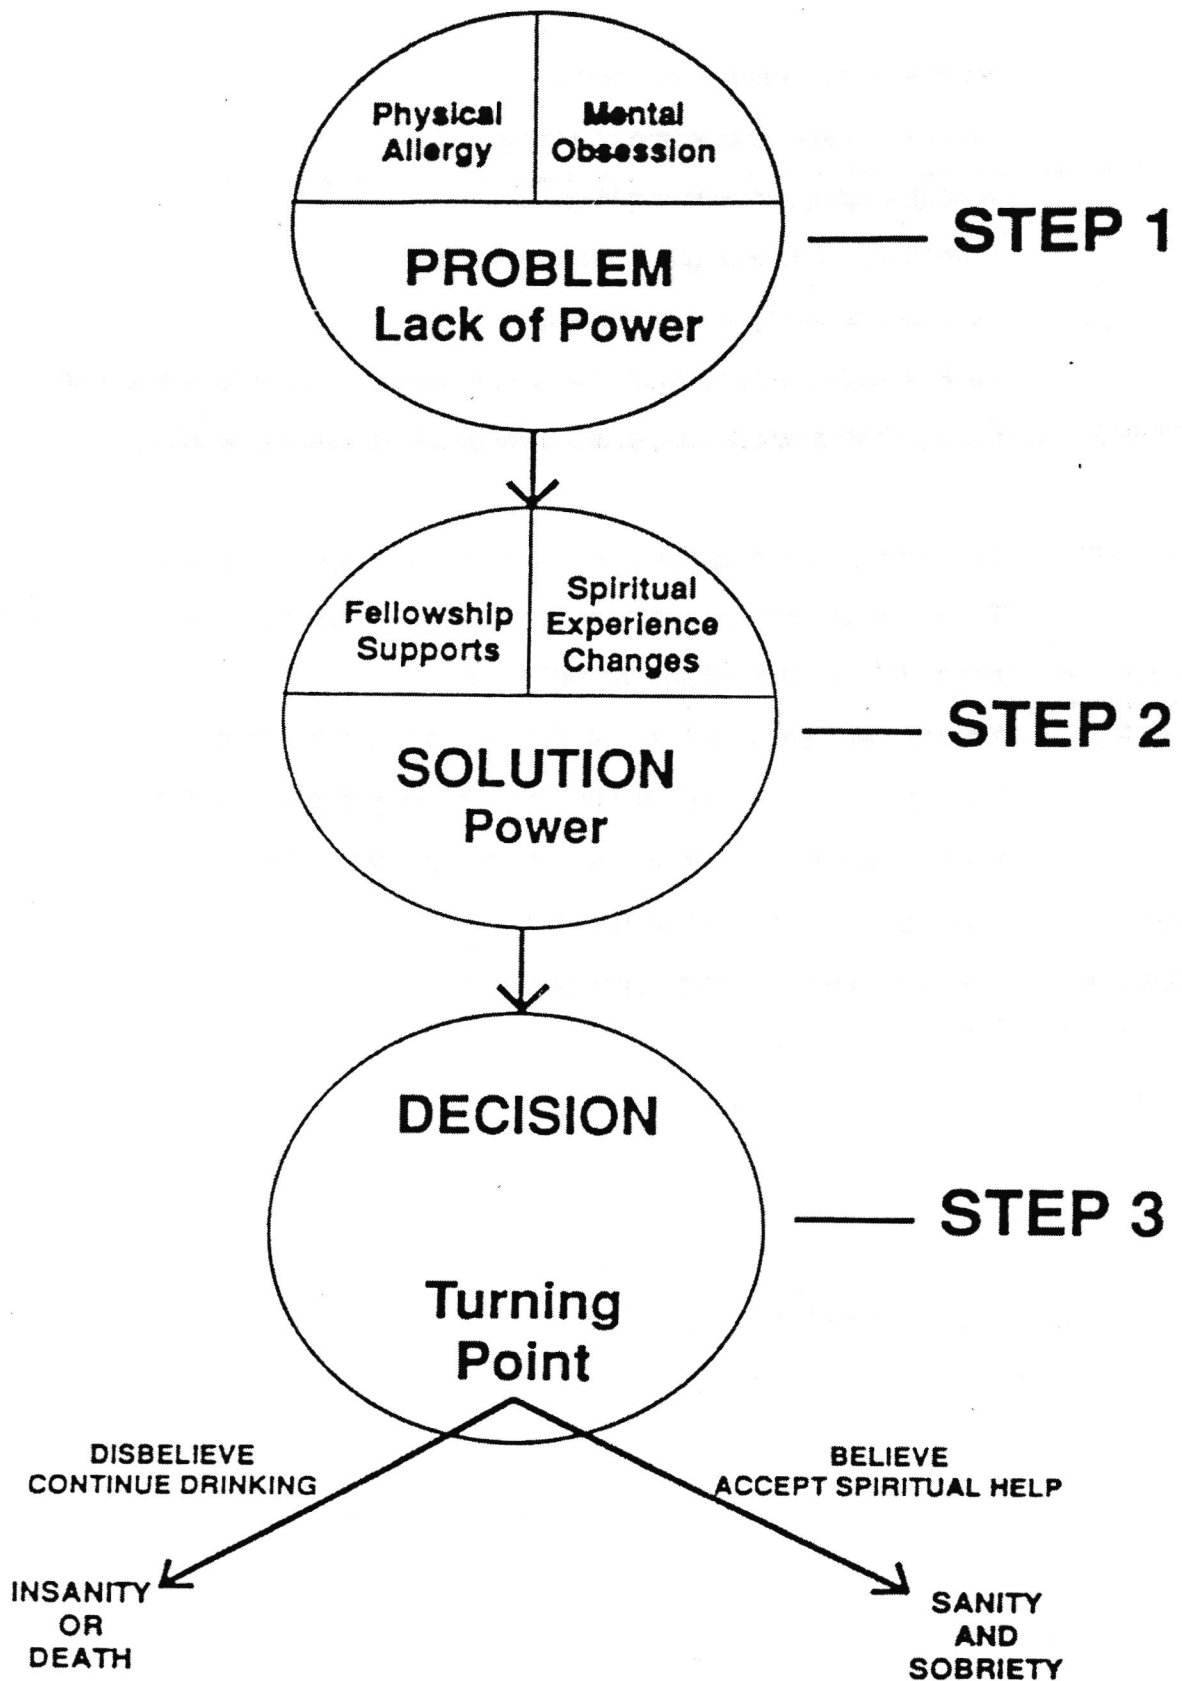 Physical
Allergy
Mental
Obsession
PROBLEM
Lack of Power
STEP 1
Fellowship
Supports
Spiritual
Experience
Changes
SOLUTION
Power
STEP 2
DECISION
Turning
Point
STEP 3
DISBELIEVE
CONTINUE DRINKING
BELIEVE
ACCEPT SPIRITUAL HELP
INSANITY
OR
DEATH
SANITY
AND
SOBRIETY